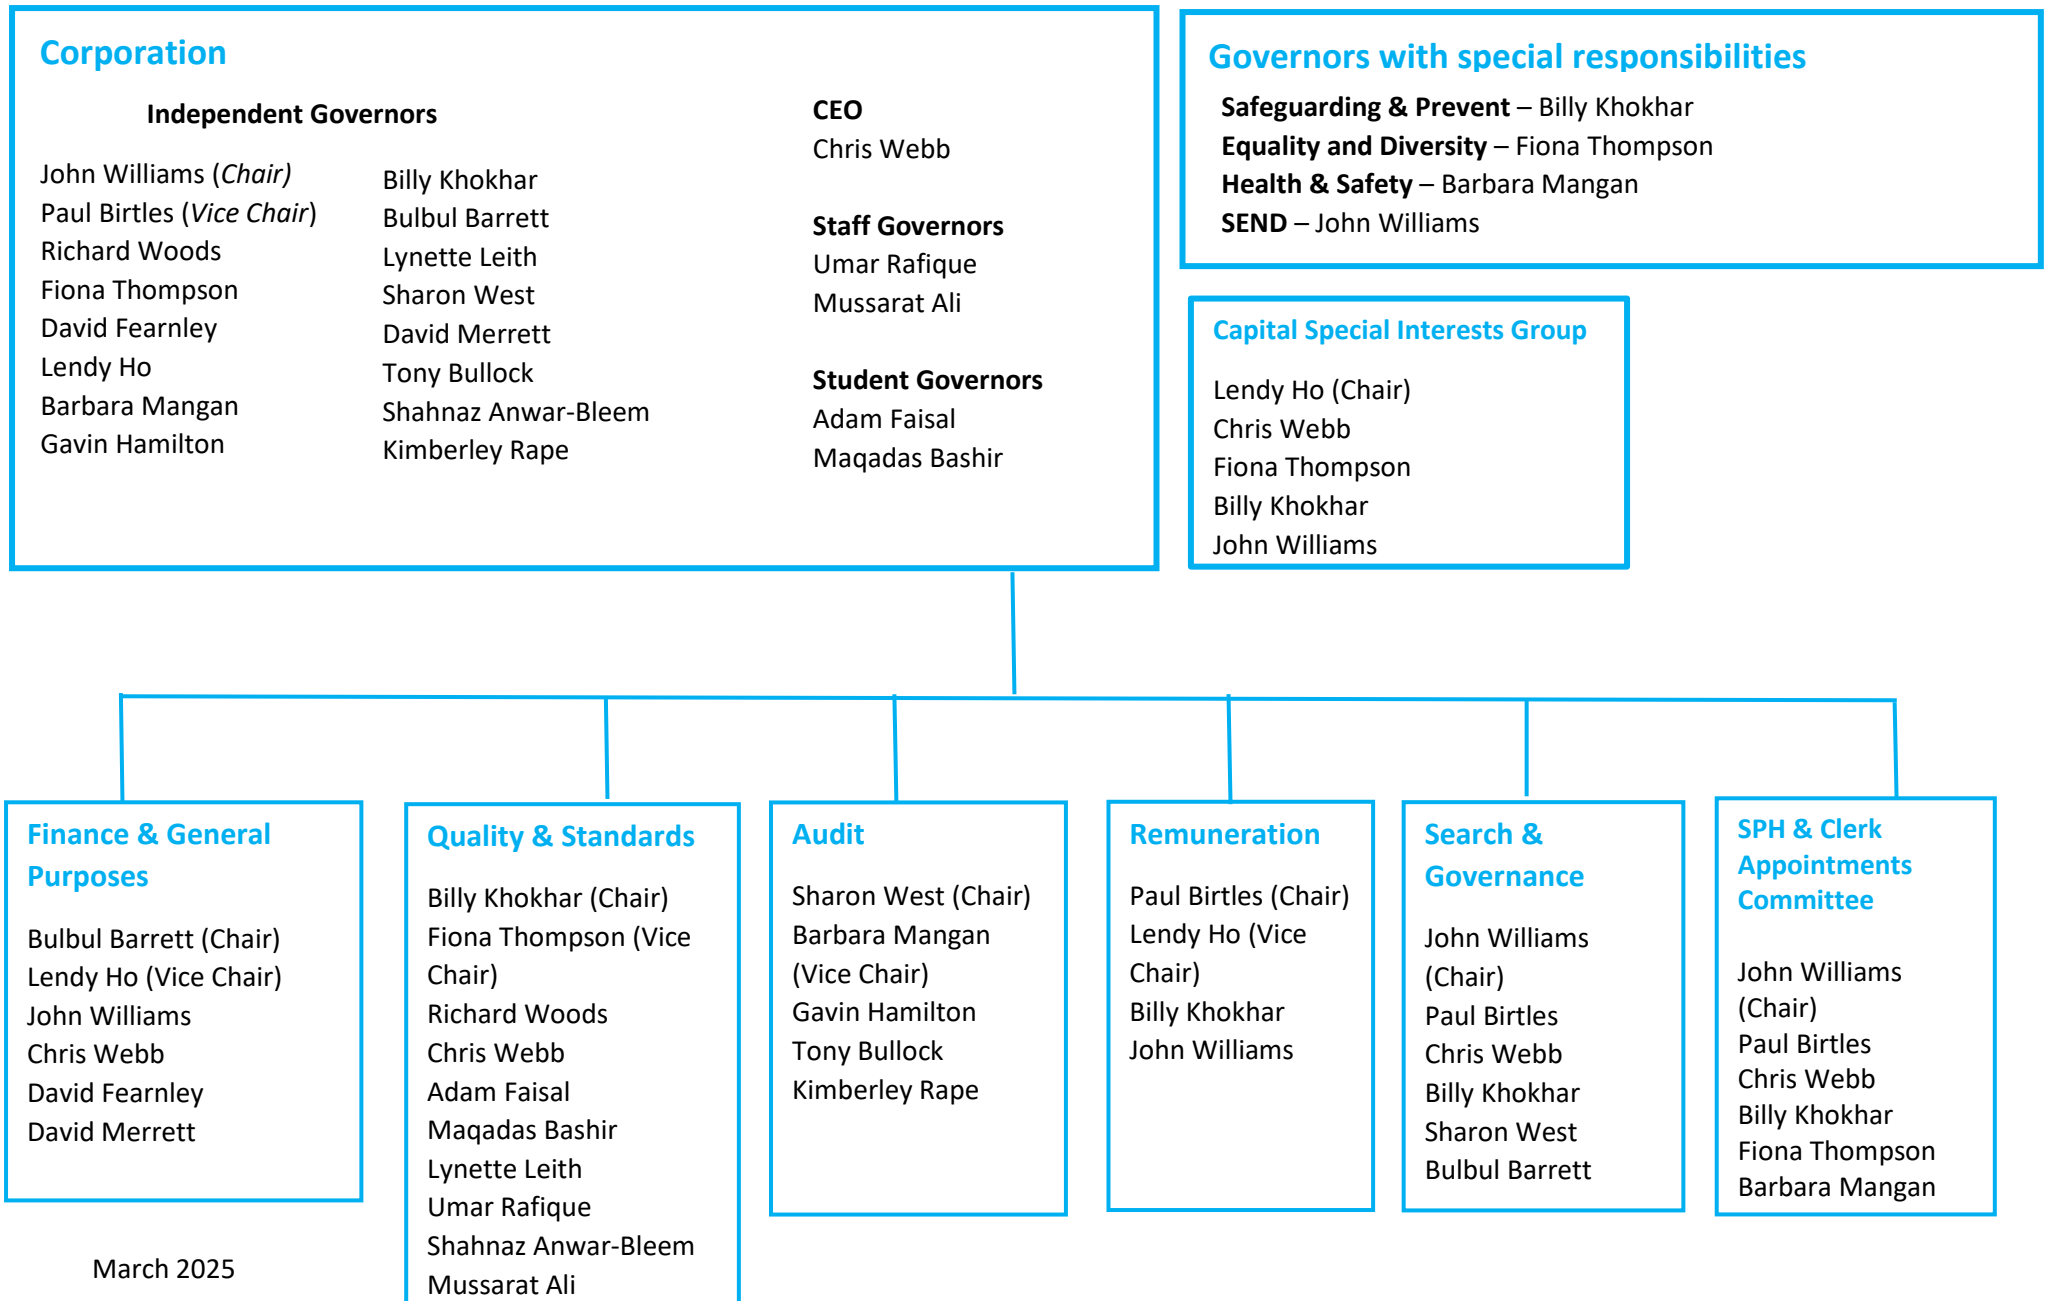 Corporation
Independent Governors
John Williams (Chair)
Paul Birtles (Vice Chair)
Richard Woods
Fiona Thompson
David Fearnley
Lendy Ho
Barbara Mangan
Gavin Hamilton
Billy Khokhar
Bulbul Barrett
Lynette Leith
Sharon West
David Merrett
Tony Bullock
Shahnaz Anwar-Bleem
Kimberley Rape
CEO
Chris Webb
Staff Governors
Umar Rafique
Mussarat Ali
Student Governors
Adam Faisal
Maqadas Bashir
Governors with special responsibilities
Safeguarding & Prevent – Billy Khokhar
Equality and Diversity – Fiona Thompson
Health & Safety – Barbara Mangan
SEND – John Williams
Capital Special Interests Group
Lendy Ho (Chair)
Chris Webb
Fiona Thompson
Billy Khokhar
John Williams
Finance & General
Purposes
Bulbul Barrett (Chair)
Lendy Ho (Vice Chair)
John Williams
Chris Webb
David Fearnley
David Merrett
Quality & Standards
Billy Khokhar (Chair)
Fiona Thompson (Vice
Chair)
Richard Woods
Chris Webb
Adam Faisal
Maqadas Bashir
Lynette Leith
Umar Rafique
Shahnaz Anwar-Bleem
Mussarat Ali
Audit
Sharon West (Chair)
Barbara Mangan
(Vice Chair)
Gavin Hamilton
Tony Bullock
Kimberley Rape
Remuneration
Paul Birtles (Chair)
Lendy Ho (Vice
Chair)
Billy Khokhar
John Williams
Search &
Governance
John Williams
(Chair)
Paul Birtles
Chris Webb
Billy Khokhar
Sharon West
Bulbul Barrett
SPH & Clerk
Appointments
Committee
John Williams
(Chair)
Paul Birtles
Chris Webb
Billy Khokhar
Fiona Thompson
Barbara Mangan
March 2025